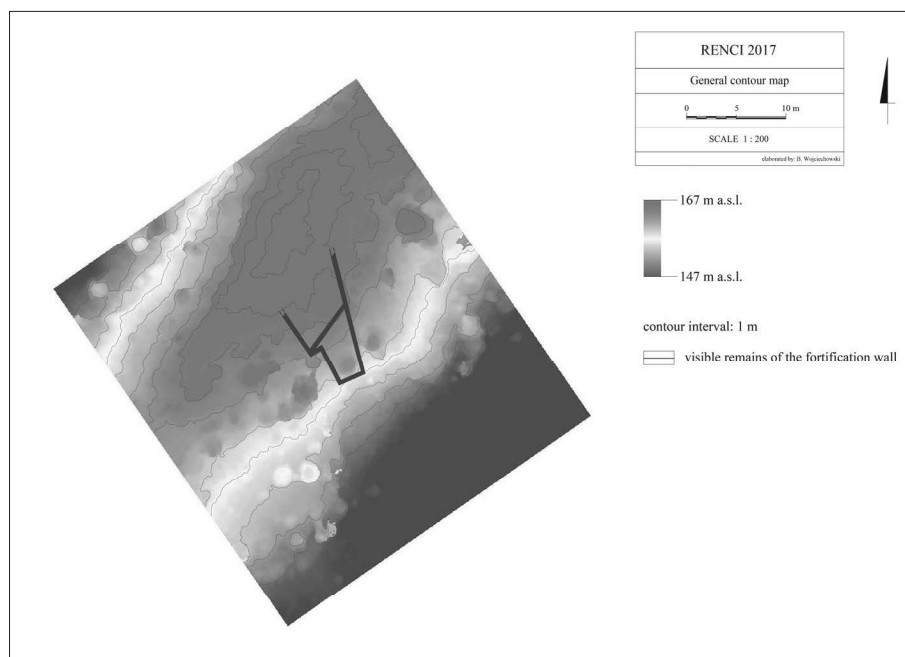 RENCI 2017
General contour map
0 5 10 m
SCALE 1 : 200
elaborated by: B. Wojciechowski
167 m a.s.l.
147 m a.s.l.
contour interval: 1 m
visible remains of the fortification wall